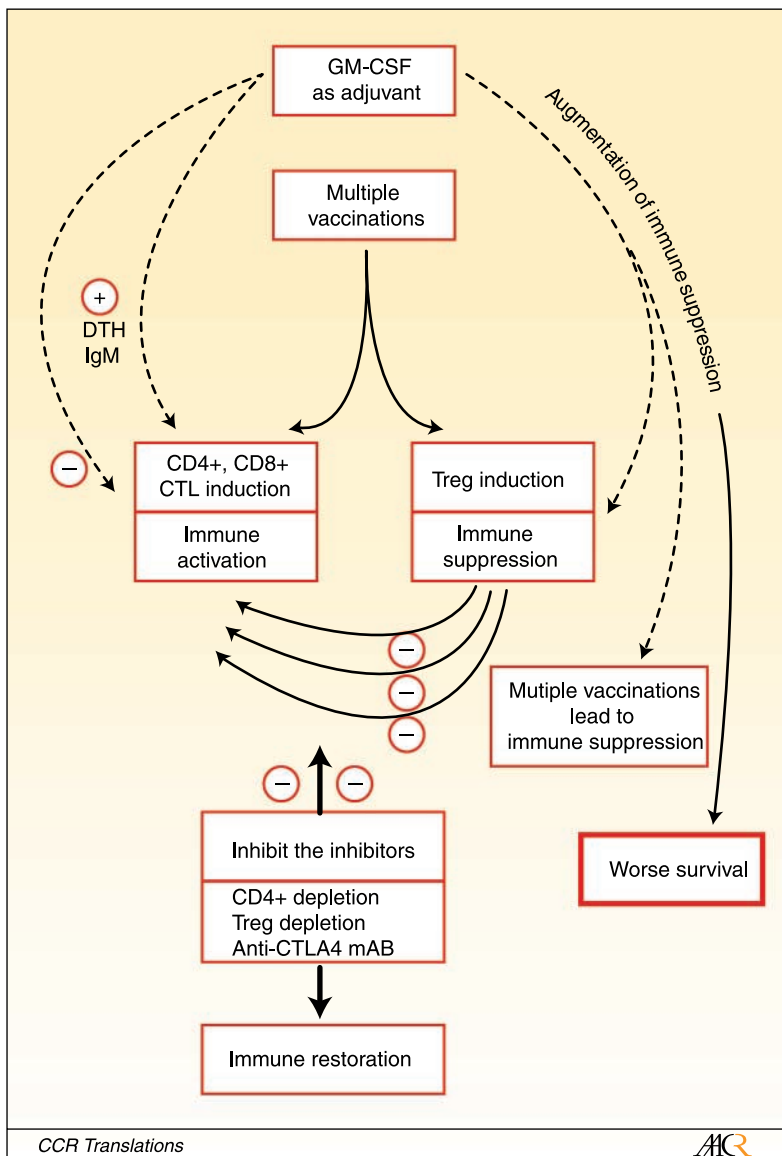 GM-CSF
as adjuvant
Augmentation of immune suppression
Multiple
vaccinations
+
DTH
IgM
−
CD4+, CD8+
CTL induction
Immune
activation
Treg induction
Immune
suppression
−
−
−
Mutiple vaccinations
lead to
immune suppression
− −
Inhibit the inhibitors
CD4+ depletion
Treg depletion
Anti-CTLA4 mAB
Worse survival
Immune restoration
CCR Translations
AACR